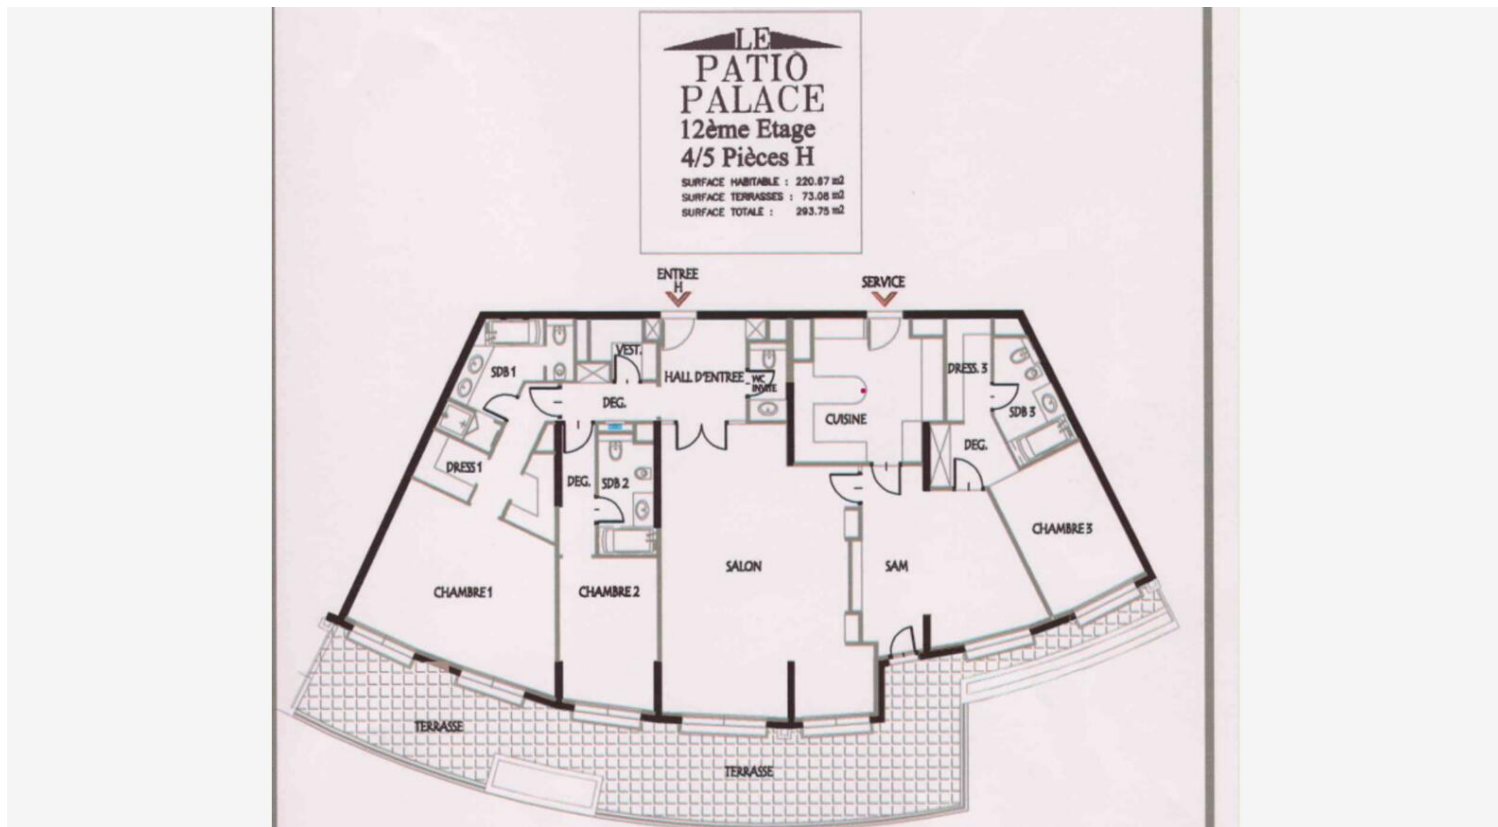 LE
PATIO
PALACE
12ème Etage
4/5 Pièces H
SURFACE HABITABLE : 220.67 m2
SURFACE TERRASSES : 73.08 m2
SURFACE TOTALE : 293.75 m2
ENTREE
H
SERVICE
VEST.
SDB 1
HALL D'ENTREE
WC
INVITE
DRESS. 3
DEG.
CUISINE
SDB 3
DEG.
DRESS 1
DEG.
SDB 2
CHAMBRE 3
SALON
SAM
CHAMBRE 1
CHAMBRE 2
TERRASSE
TERRASSE